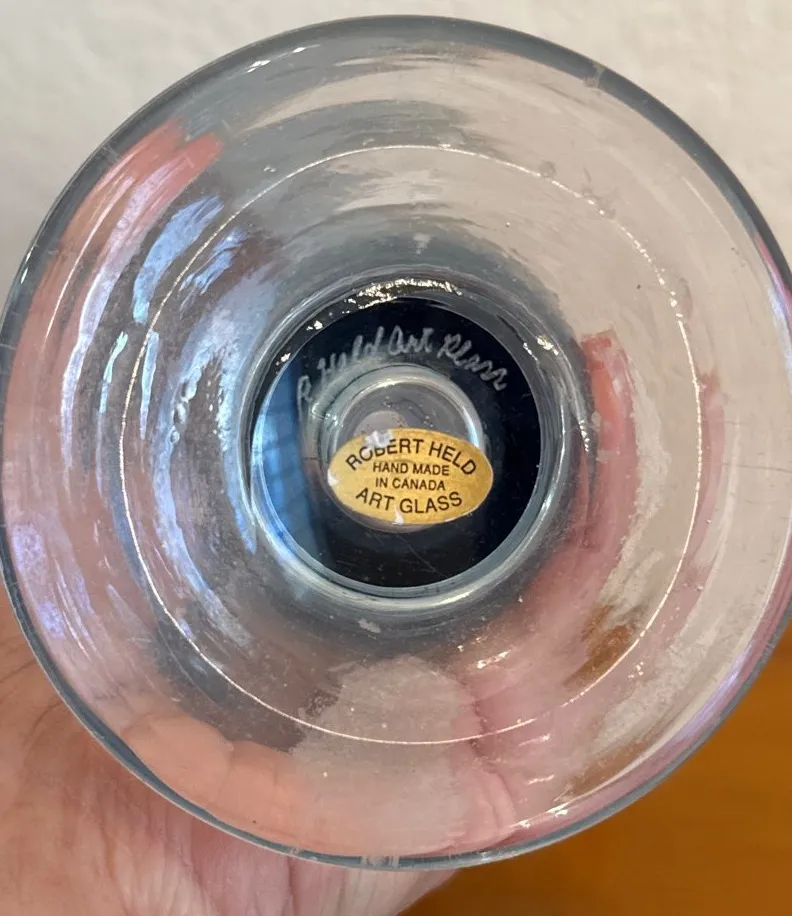 R Held Art Glass
ROBERT HELD
HAND MADE
IN CANADA
ART GLASS